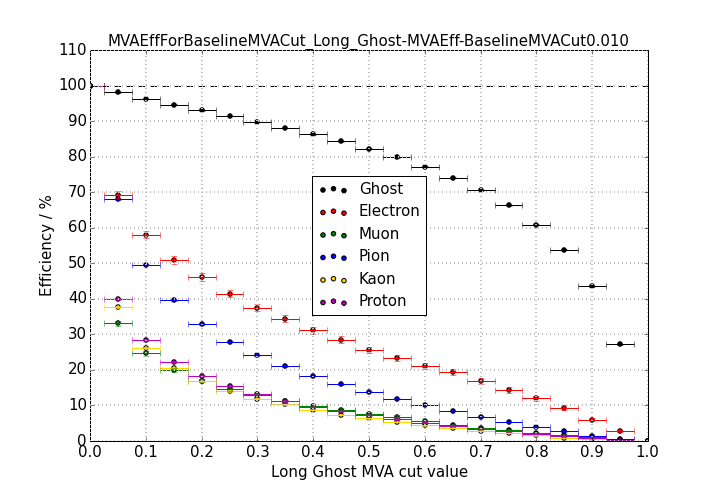 MVAEffForBaselineMVACut_Long_Ghost-MVAEff-BaselineMVACut0.010
110
100
90
80
70
60
50
40
30
20
10
0
Efficiency / %
Ghost
Electron
Muon
Pion
Kaon
Proton
0.0 0.1 0.2 0.3 0.4 0.5 0.6 0.7 0.8 0.9 1.0
Long Ghost MVA cut value